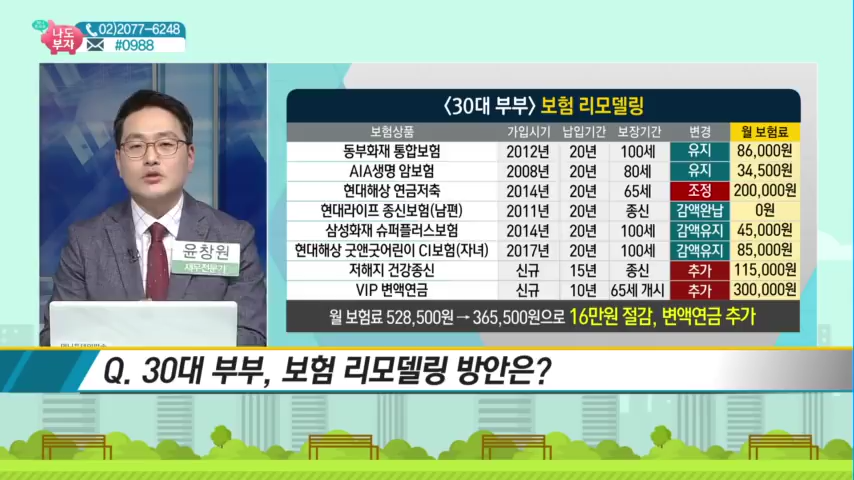 나도
부자
02)2077-6248
#0988
<30대 부부> 보험 리모델링
보험상품 가입시기 납입기간 보장기간 변경 월 보험료
동부화재 통합보험 2012년 20년 100세 유지 86,000원
AIA생명 암보험 2008년 20년 80세 유지 34,500원
현대해상 연금저축 2014년 20년 65세 조정 200,000원
현대라이프 종신보험(남편) 2011년 20년 종신 감액완납 0원
삼성화재 슈퍼플러스보험 2014년 20년 100세 감액유지 45,000원
현대해상 굿앤굿어린이 CI보험(자녀) 2017년 20년 100세 감액유지 85,000원
저해지 건강종신 신규 15년 종신 추가 115,000원
VIP 변액연금 신규 10년 65세 개시 추가 300,000원
월 보험료 528,500원→365,500원으로 16만원 절감, 변액연금 추가
윤창원
재무전문가
Q. 30대 부부, 보험 리모델링 방안은?